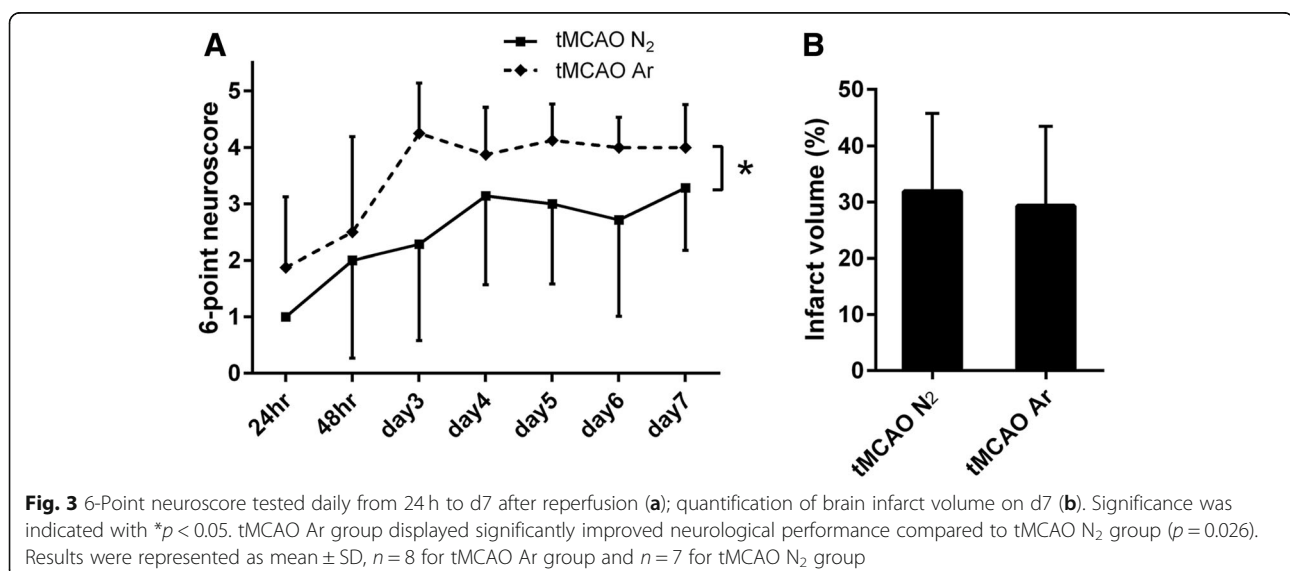 A
tMCAO N₂
tMCAO Ar
6-point neuroscore
5
4
3
2
1
0
*
24hr
48hr
day3
day4
day5
day6
day7
B
Infarct volume (%)
50
40
30
20
10
0
tMCAO N₂
tMCAO Ar
Fig. 3 6-Point neuroscore tested daily from 24 h to d7 after reperfusion (a); quantification of brain infarct volume on d7 (b). Significance was
indicated with *p < 0.05. tMCAO Ar group displayed significantly improved neurological performance compared to tMCAO N₂ group (p = 0.026).
Results were represented as mean ± SD, n = 8 for tMCAO Ar group and n = 7 for tMCAO N₂ group